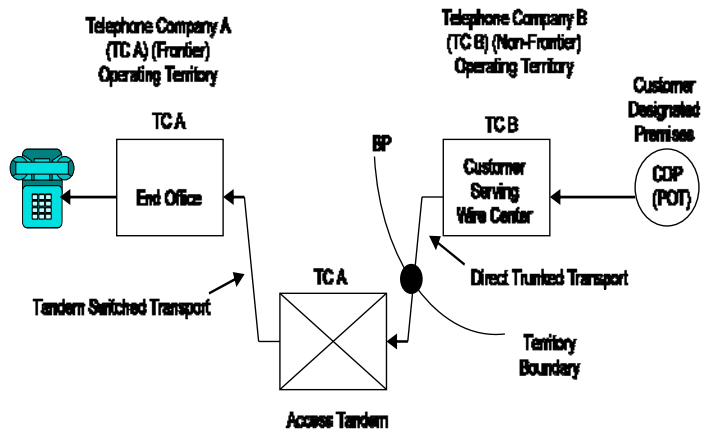 Telephone Company A
(TC A) (Frontier)
Operating Territory
Telephone Company B
(TC B) (Non-Frontier)
Operating Territory
Customer
Designated
Premises
TC A
BP
TC B
End Office
Customer
Serving
Wire Center
CDP
(POT)
TC A
Direct Trunked Transport
Tandem Switched Transport
Territory
Boundary
Access Tandem